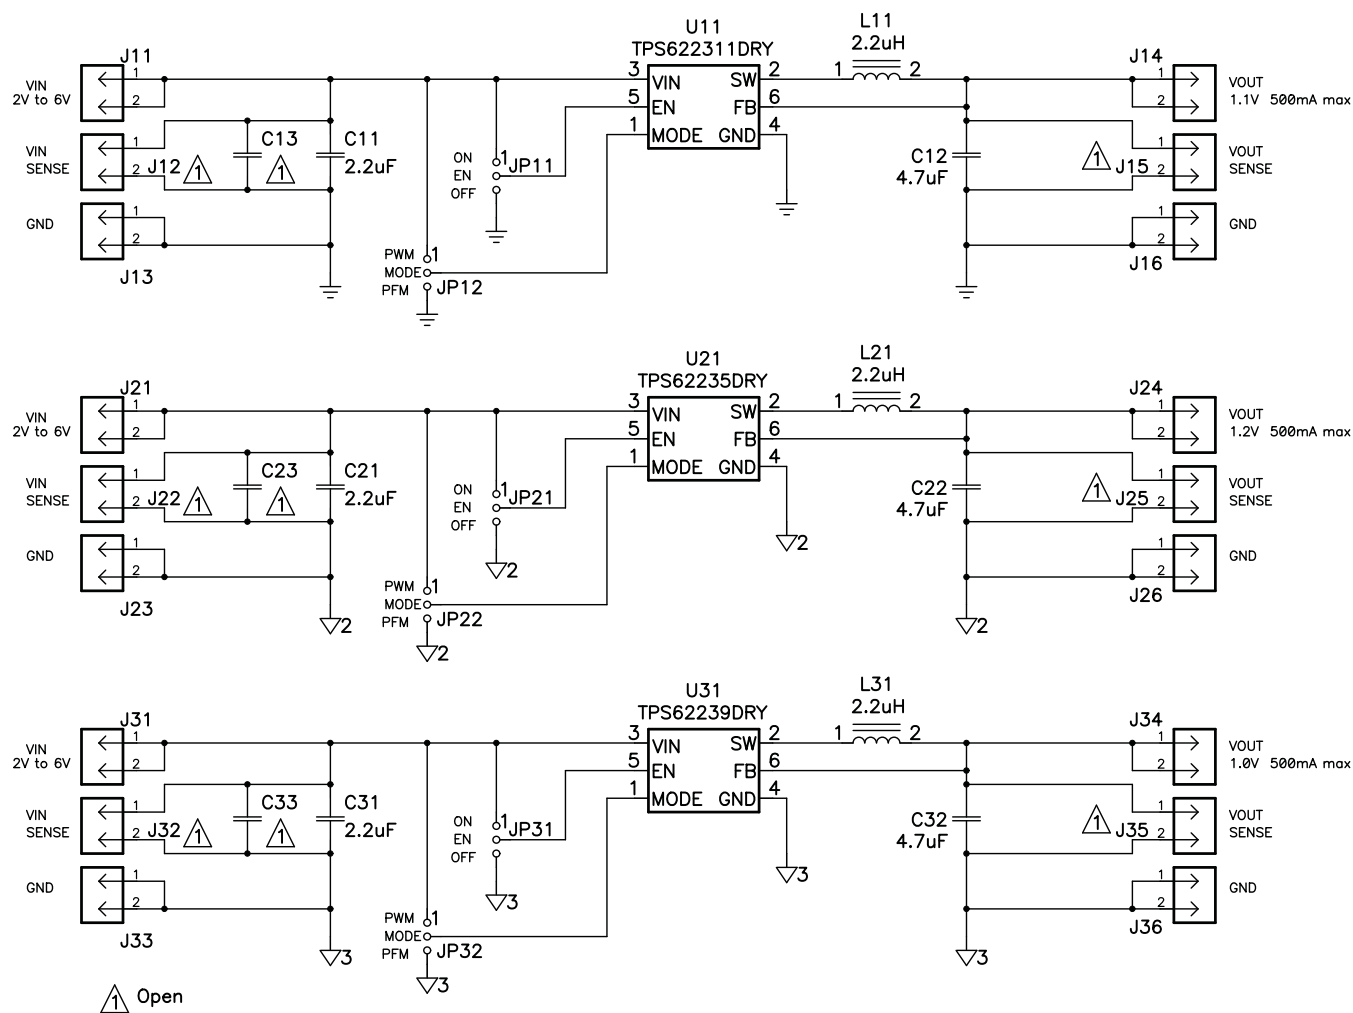 U11
TPS622311DRY
L11
2.2uH
J11
VIN
2V to 6V
1
2
3 VIN SW 2
5 EN FB 6
1 MODE GND 4
1 2
J14
1
2
VOUT
1.1V 500mA max
VIN
SENSE
1
2
J12 1
C13
1
C11
2.2uF
ON
EN
OFF
1
JP11
C12
4.7uF
1
J15
1
2
VOUT
SENSE
GND
1
2
J13
PWM
MODE
PFM
1
JP12
1
2
J16
GND
U21
TPS62235DRY
L21
2.2uH
J21
VIN
2V to 6V
1
2
3 VIN SW 2
5 EN FB 6
1 MODE GND 4
1 2
J24
1
2
VOUT
1.2V 500mA max
VIN
SENSE
1
2
J22 1
C23
1
C21
2.2uF
ON
EN
OFF
1
JP21
2
2
C22
4.7uF
1
J25
1
2
VOUT
SENSE
GND
1
2
J23
2
PWM
MODE
PFM
1
JP22
2
1
2
J26
GND
2
U31
TPS62239DRY
L31
2.2uH
J31
VIN
2V to 6V
1
2
3 VIN SW 2
5 EN FB 6
1 MODE GND 4
1 2
J34
1
2
VOUT
1.0V 500mA max
VIN
SENSE
1
2
J32 1
C33
1
C31
2.2uF
ON
EN
OFF
1
JP31
3
3
C32
4.7uF
1
J35
1
2
VOUT
SENSE
GND
1
2
J33
3
PWM
MODE
PFM
1
JP32
3
1
2
J36
GND
3
1 Open